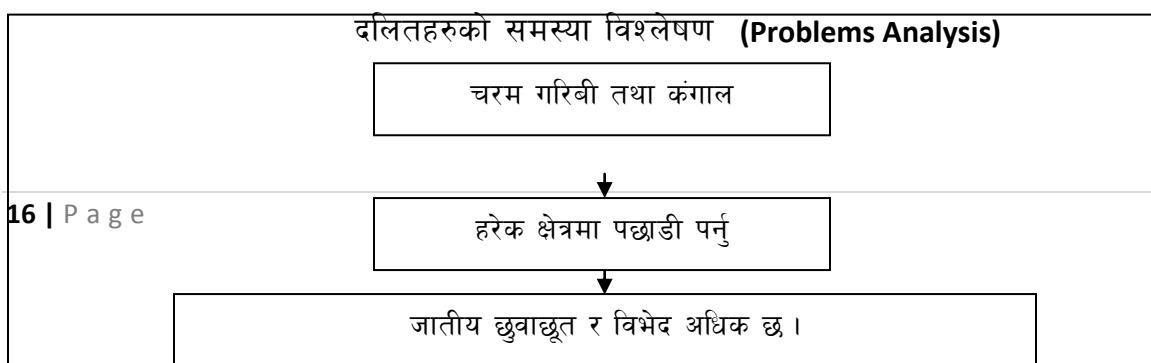 दलितहरुको समस्या विश्लेषण (Problems Analysis)
चरम गरिबी तथा कंगाल
16 | P a g e
हरेक क्षेत्रमा पछाडी पर्नु
जातीय छुवाछूत र विभेद अधिक छ ।